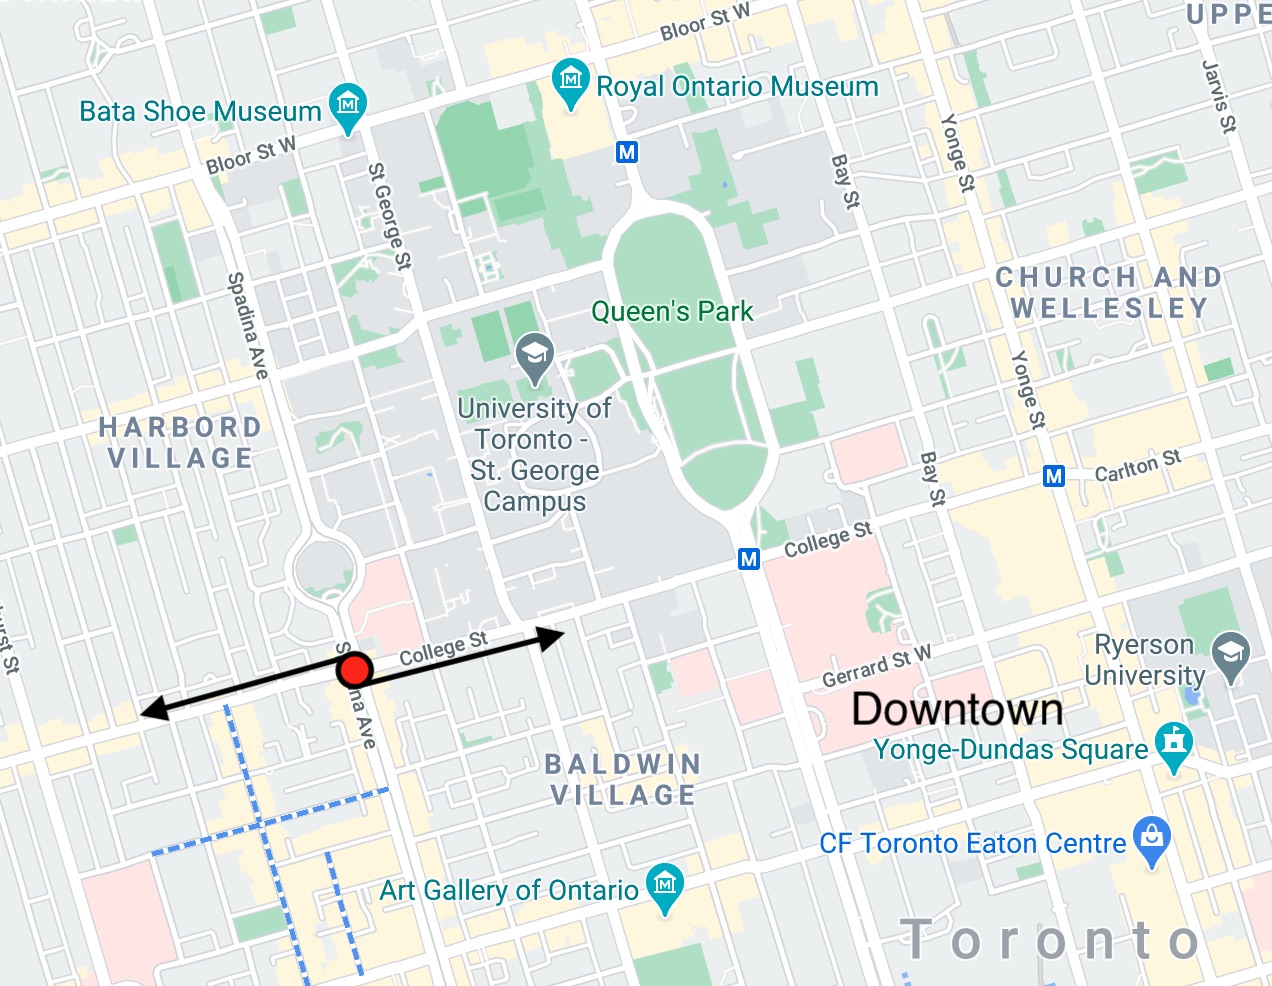 Bloor St W
UPPE
Royal Ontario Museum
Bata Shoe Museum
Jarvis St
M
Bloor St W
Yonge St
Bay St
St George St
CHURCH AND
WELLESLEY
Spadina Ave
Queen's Park
Yonge St
University of
Toronto -
St. George
Campus
HARBORD
VILLAGE
Bay St
M
Carlton St
College St
M
urst St
College St
S
na Ave
Gerrard St W
Ryerson
University
Downtown
Yonge-Dundas Square
BALDWIN
VILLAGE
CF Toronto Eaton Centre
Art Gallery of Ontario
Toronto